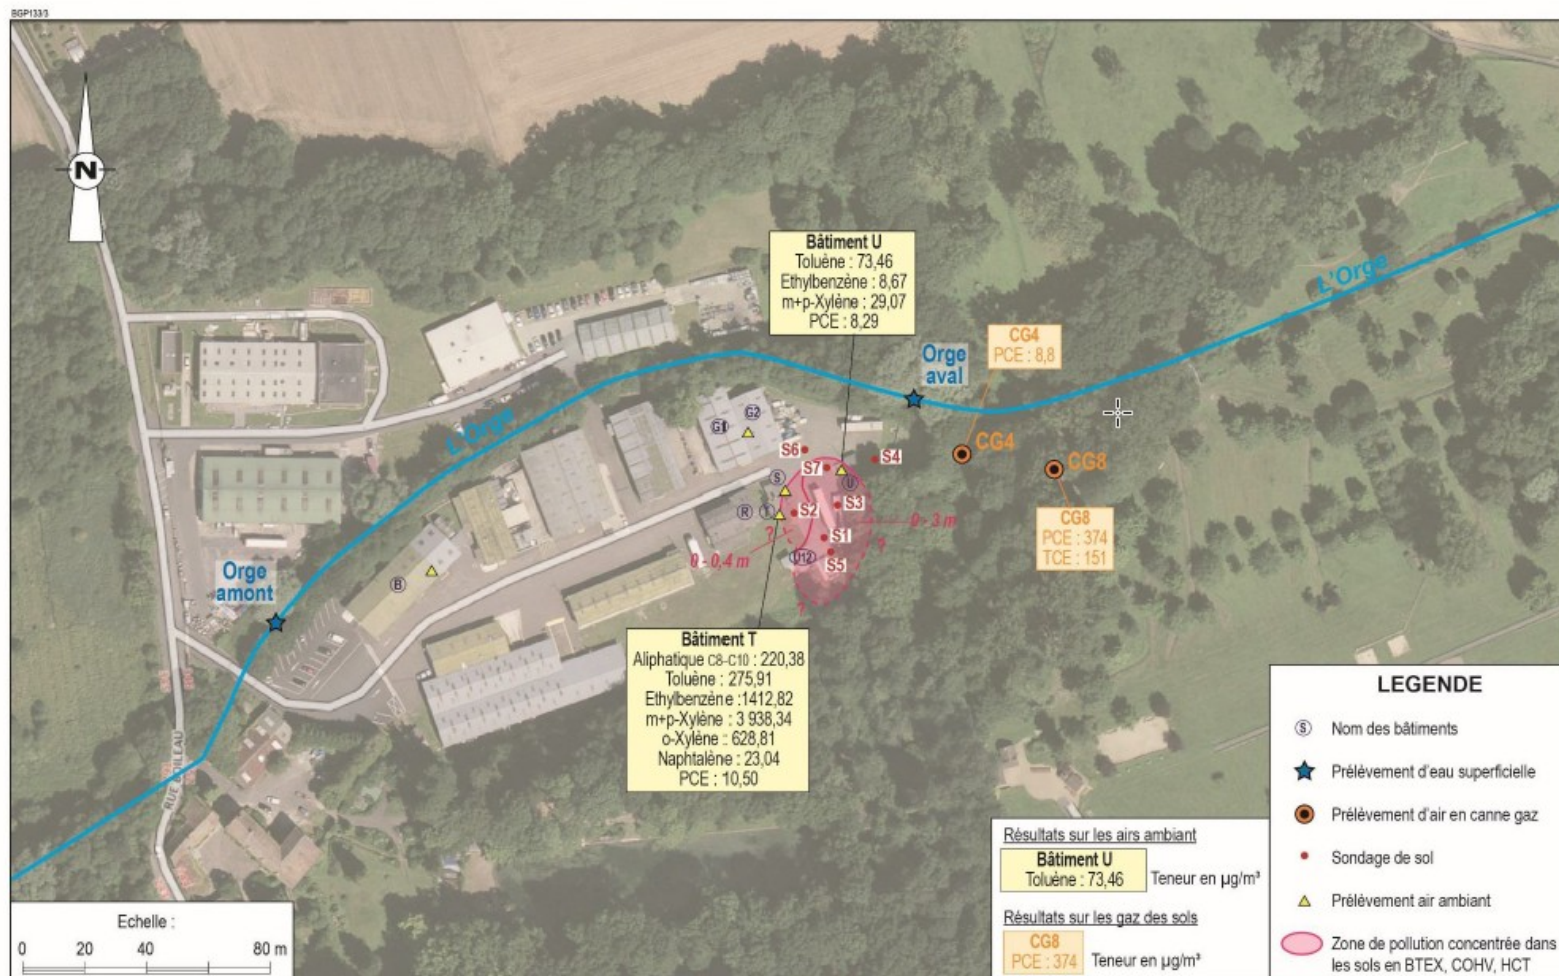 BGP133/3
N
Bâtiment U
Toluène : 73,46
Ethylbenzène : 8,67
m+p-Xylène : 29,07
PCE : 8,29
L'Orge
CG4
PCE : 8,8
Orge
aval
L'Orge
G2
G1
S6
S4
CG4
S7
CG8
S
U
R
T
S2
S3
0 - 3 m
CG8
PCE : 374
TCE : 151
?
S1
?
0 - 0,4 m
D12
S5
Orge
amont
B
?
Bâtiment T
Aliphatique C8-C10 : 220,38
Toluène : 275,91
Ethylbenzène :1412,82
m+p-Xylène : 3 938,34
o-Xylène : 628,81
Naphtalène : 23,04
PCE : 10,50
RUE BOILEAU
LEGENDE
S Nom des bâtiments
Prélèvement d'eau superficielle
Prélèvement d'air en canne gaz
Sondage de sol
Prélèvement air ambiant
Zone de pollution concentrée dans
les sols en BTEX, COHV, HCT
Résultats sur les airs ambiant
Bâtiment U
Toluène : 73,46
Teneur en µg/m³
Résultats sur les gaz des sols
CG8
PCE : 374
Teneur en µg/m³
Echelle :
0 20 40 80 m